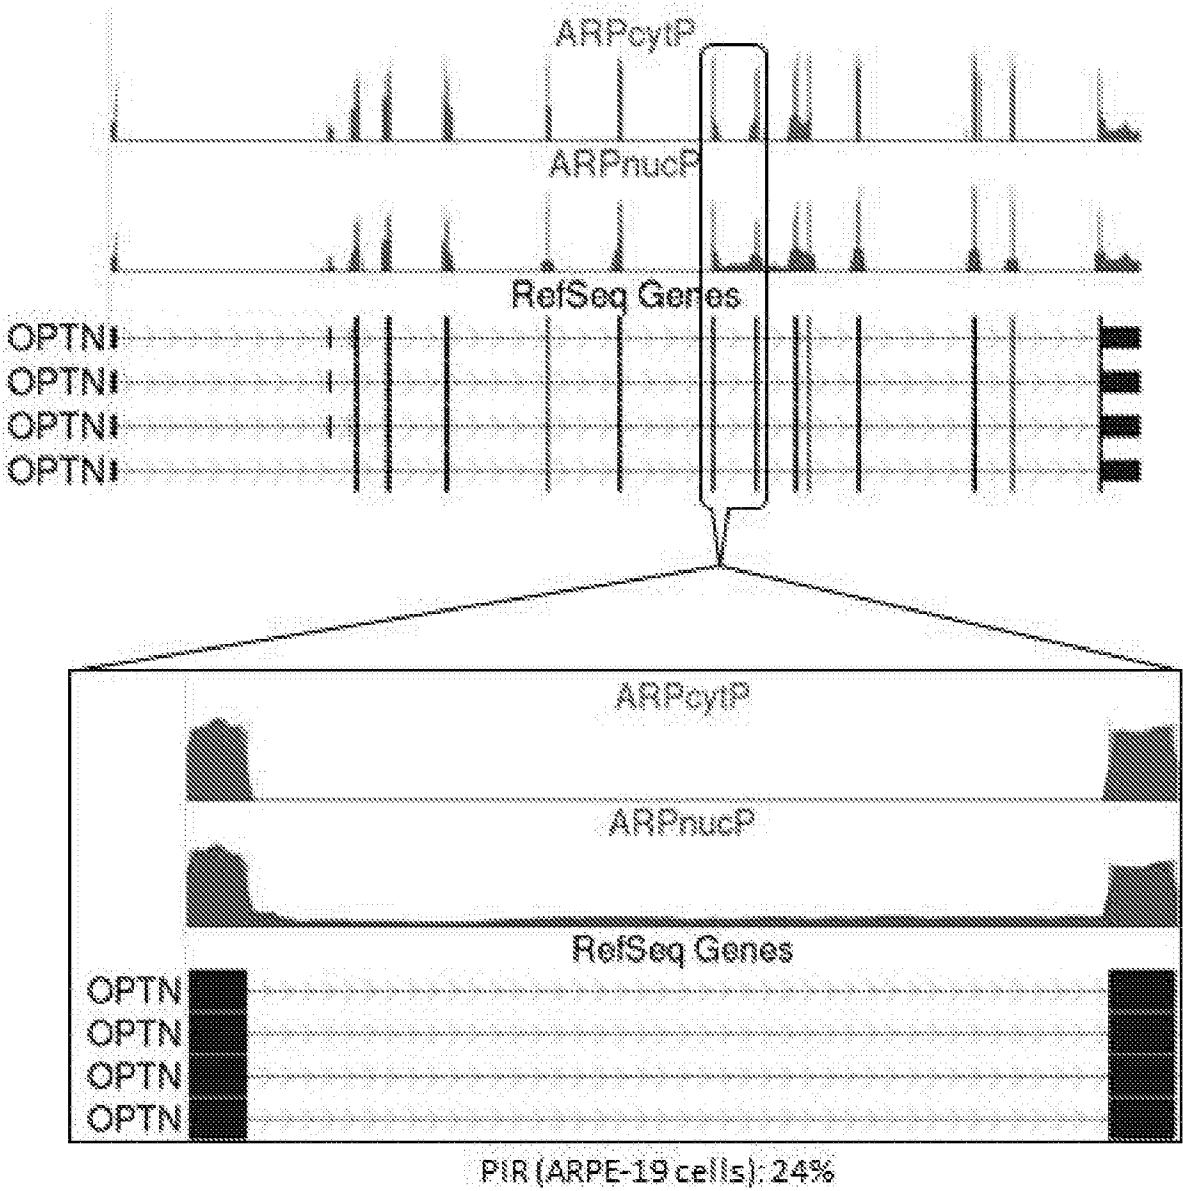 ARPcytP
ARPnucP
RefSeq Genes
OPTN
OPTN
OPTN
OPTN
ARPcytP
ARPnucP
RefSeq Genes
OPTN
OPTN
OPTN
OPTN
PIR (ARPE-19 cells): 24%